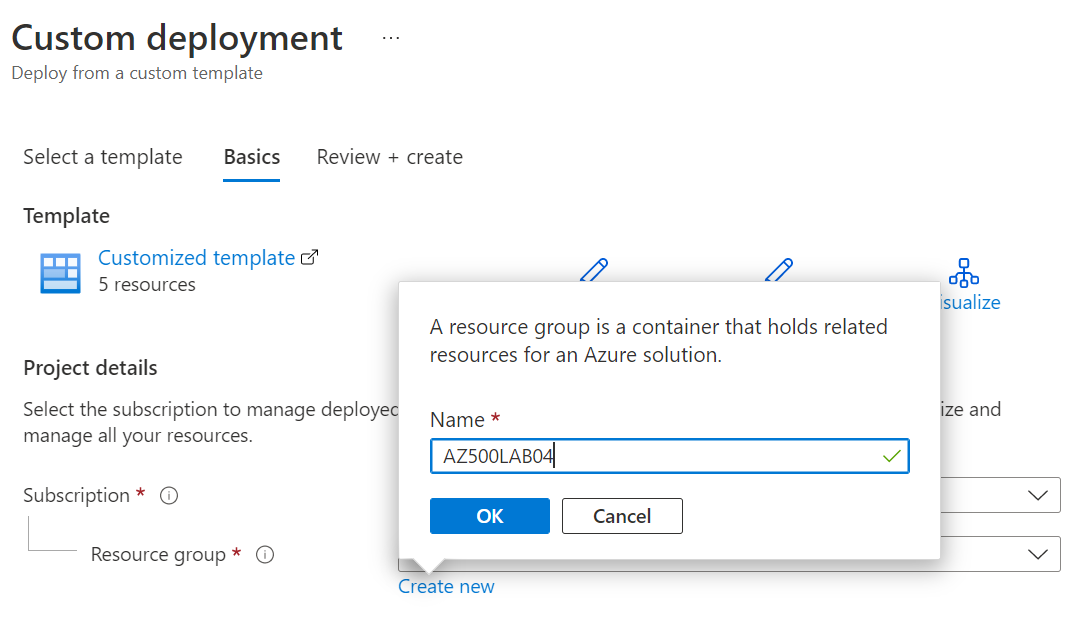 Custom deployment ...
Deploy from a custom template
Select a template Basics Review + create
Template
Customized template
5 resources
isualize
A resource group is a container that holds related
resources for an Azure solution.
Project details
Select the subscription to manage deployed
ize and
manage all your resources.
Name *
AZ500LAB04
Subscription *
OK Cancel
Resource group *
Create new